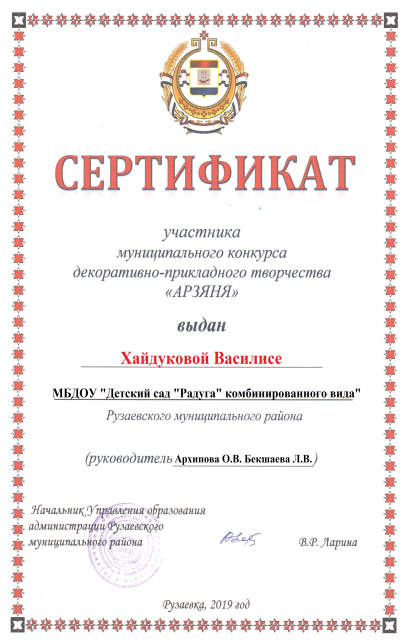 СЕРТИФИКАТ
участника
муниципального конкурса
декоративно-прикладного творчества
«АРЗЯНЯ»
выдан
Хайдуковой Василисе
МБДОУ "Детский сад "Радуга" комбинированного вида"
Рузаевского муниципального района
(руководитель Архипова О.В. Бекшаева Л.В.)
Начальник Управления образования
администрации Рузаевского
муниципального района В.Р. Ларина
Рузаевка, 2019 год